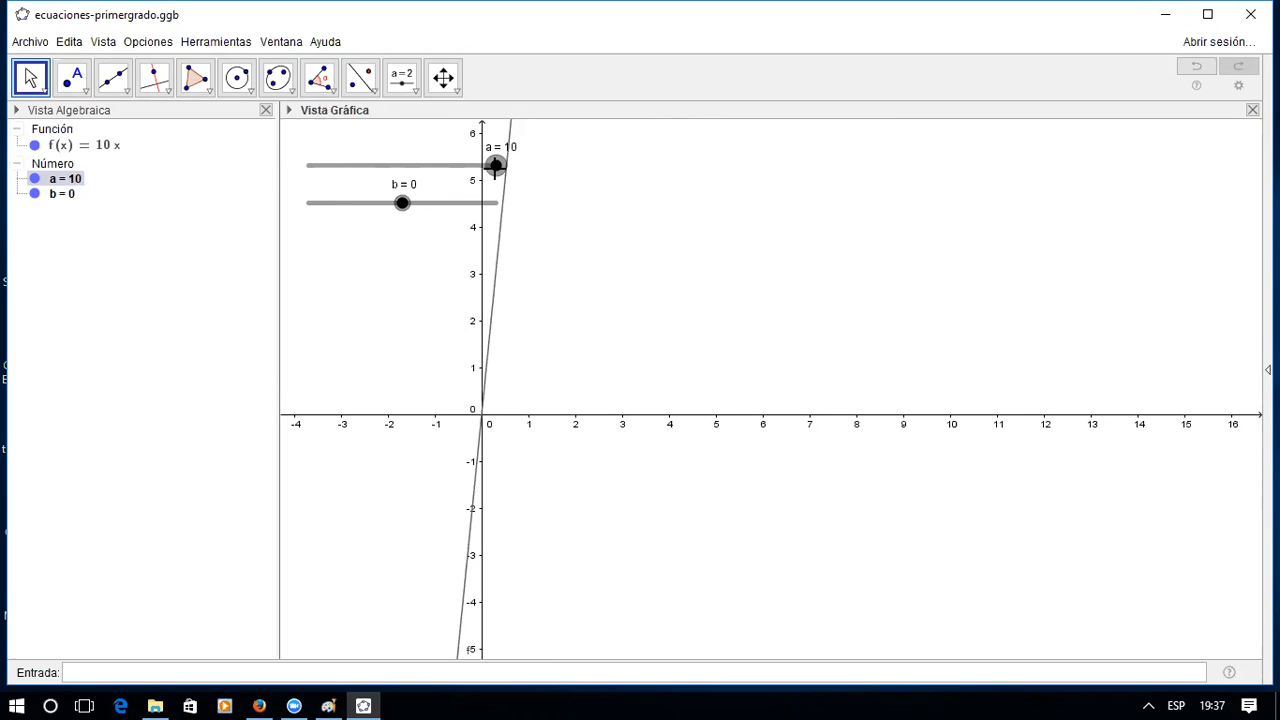 ecuaciones-primergrado.ggb
Archivo Edita Vista Opciones Herramientas Ventana Ayuda Abrir sesión...
A α a=2
Vista Algebraica
Vista Gráfica
Función
f(x) = 10 x
Número
a = 10
b = 0
a = 10
b = 0
6
5
4
3
2
1
0
-4 -3 -2 -1 0 1 2 3 4 5 6 7 8 9 10 11 12 13 14 15 16
-1
-2
-3
-4
-5
f
Entrada:
ESP 19:37